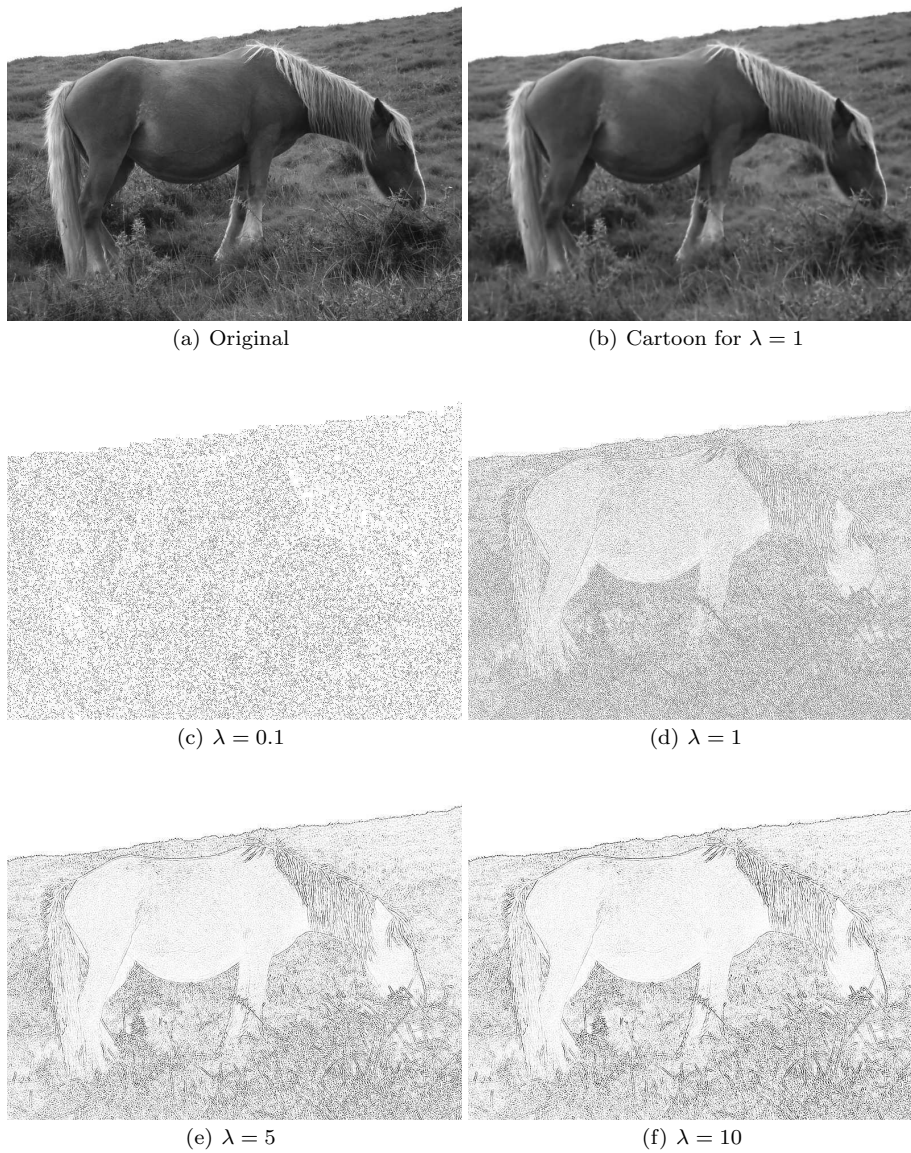 (a) Original
(b) Cartoon for λ = 1
(c) λ = 0.1
(d) λ = 1
(e) λ = 5
(f) λ = 10